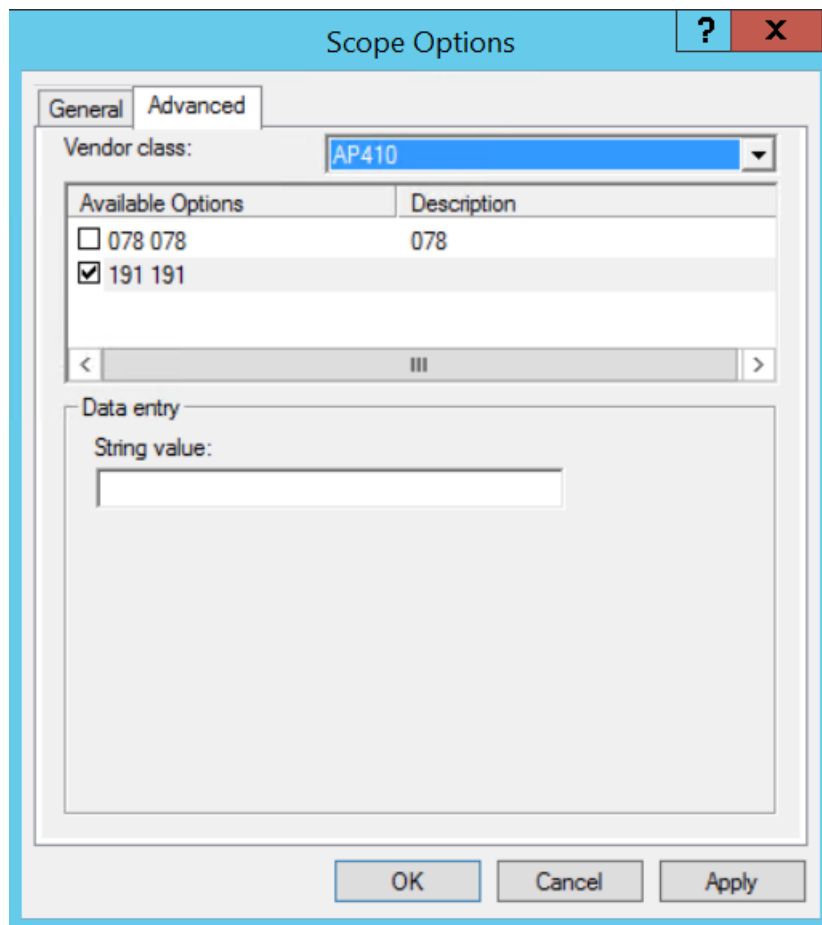 Scope Options
?
X
General Advanced
Vendor class: AP410
Available Options Description
078 078 078
191 191
Data entry
String value:
OK Cancel Apply